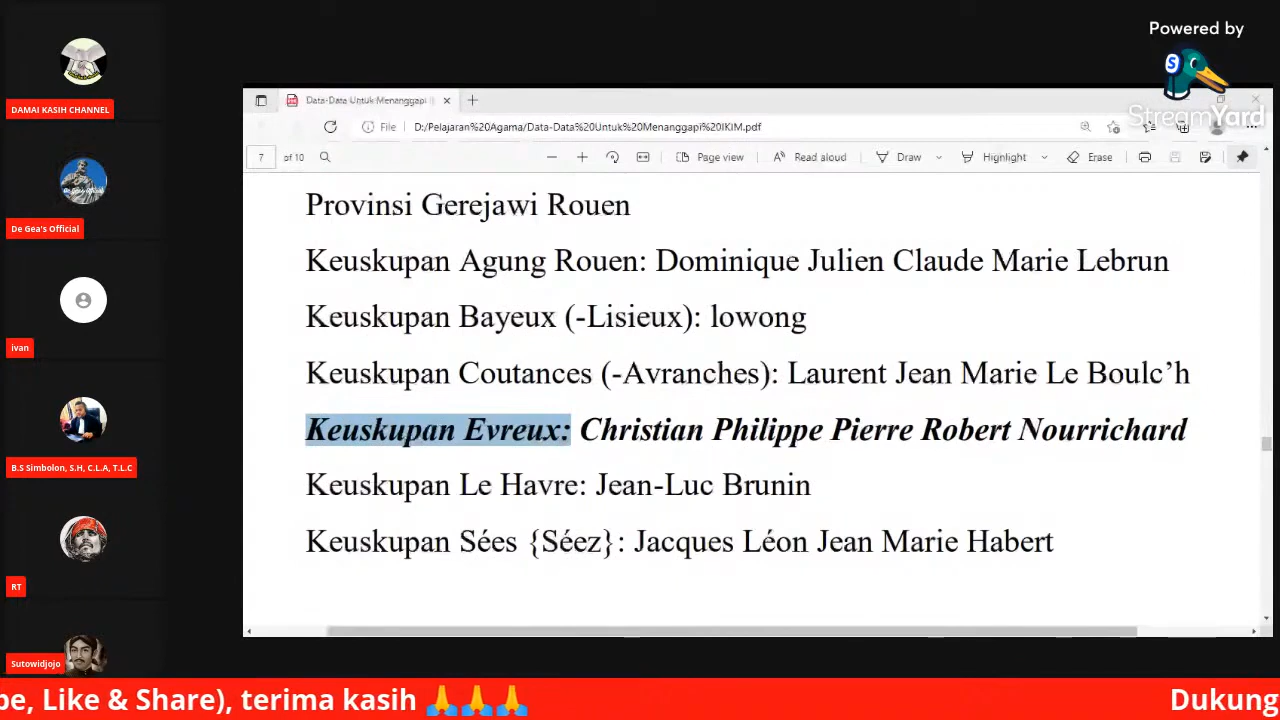 Powered by
StreamYard
DAMAI KASIH CHANNEL
De Gea's Official
ivan
B.S Simbolon, S.H, C.L.A, T.L.C
RT
Sutowidjojo
Data-Data Untuk Menanggapi
File D:/Pelajaran%20Agama/Data-Data%20Untuk%20Menanggapi%20IKIM.pdf
7 of 10 Page view Read aloud Draw Highlight Erase
Provinsi Gerejawi Rouen
Keuskupan Agung Rouen: Dominique Julien Claude Marie Lebrun
Keuskupan Bayeux (-Lisieux): lowong
Keuskupan Coutances (-Avranches): Laurent Jean Marie Le Boulc’h
Keuskupan Evreux: Christian Philippe Pierre Robert Nourrichard
Keuskupan Le Havre: Jean-Luc Brunin
Keuskupan Sées {Séez}: Jacques Léon Jean Marie Habert
be, Like & Share), terima kasih 🙏🙏🙏 Dukung